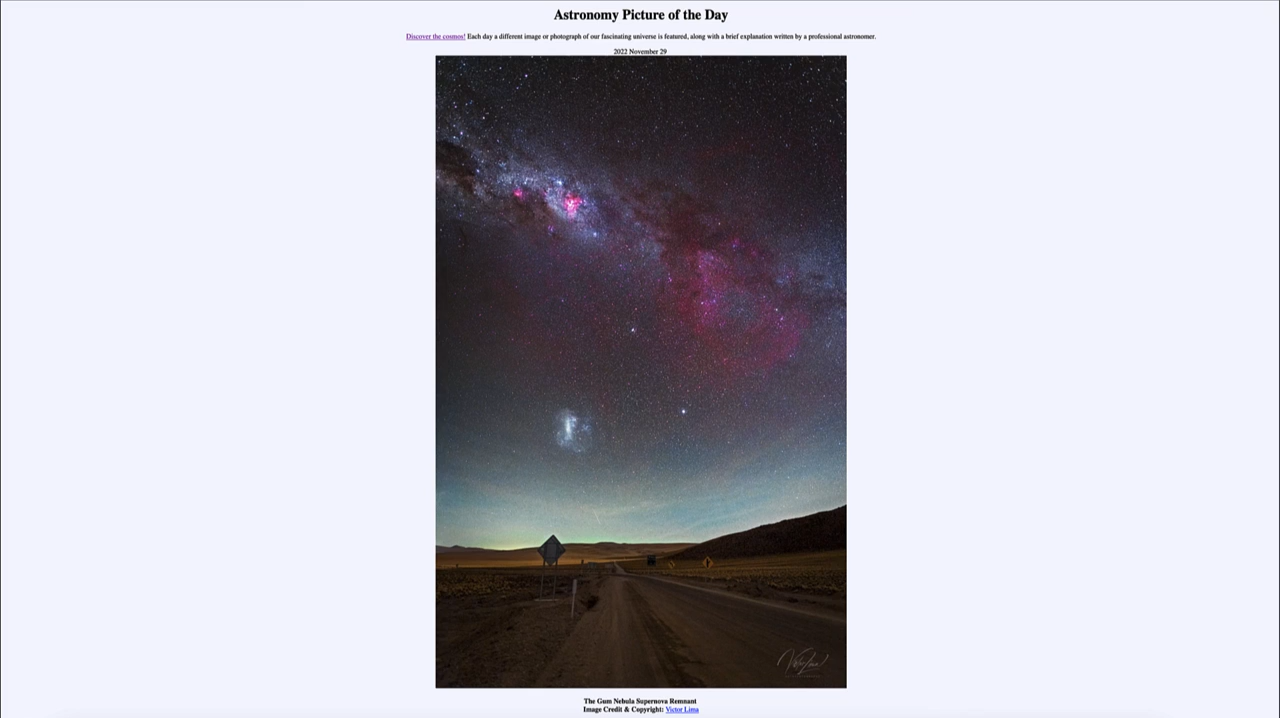 Astronomy Picture of the Day
Discover the cosmos! Each day a different image or photograph of our fascinating universe is featured, along with a brief explanation written by a professional astronomer.
2022 November 29
The Gum Nebula Supernova Remnant
Image Credit & Copyright: Victor Lima